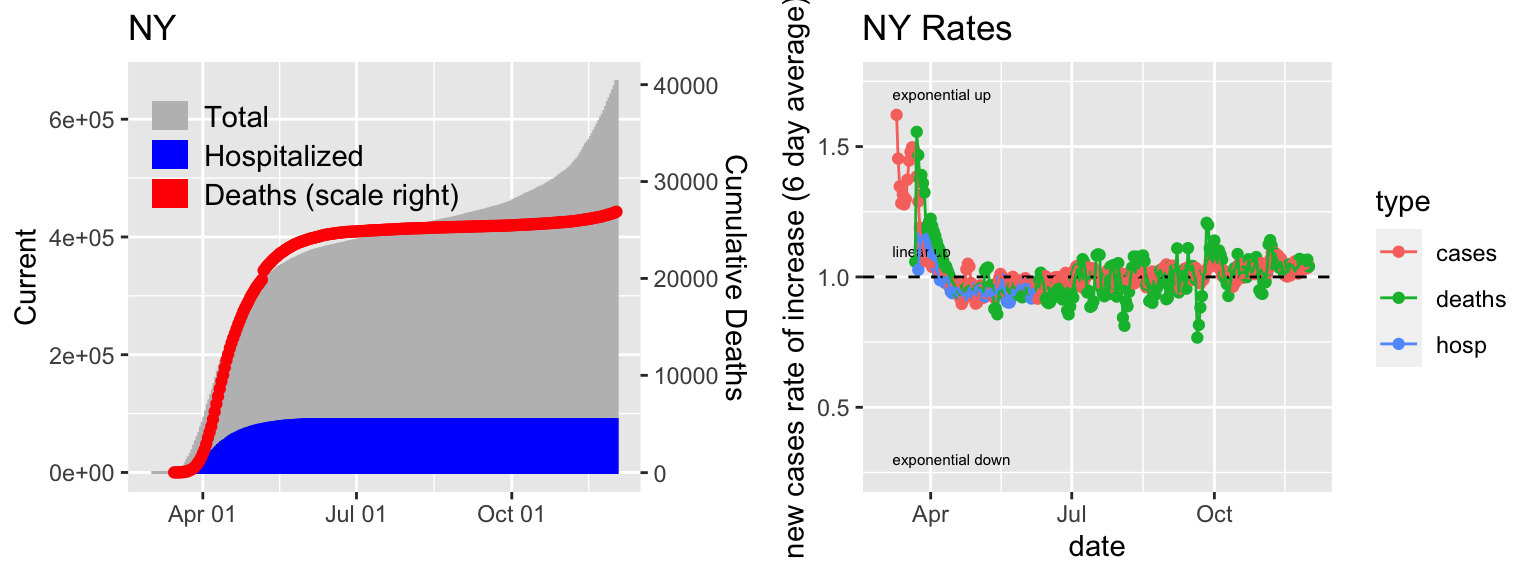 NY
Current
6e+05
4e+05
2e+05
0e+00
Total
Hospitalized
Deaths (scale right)
40000
30000
20000
10000
0
Cumulative Deaths
Apr 01
Jul 01
Oct 01
NY Rates
new cases rate of increase (6 day average)
1.5
1.0
0.5
exponential up
linear up
exponential down
Apr
Jul
Oct
date
type
cases
deaths
hosp